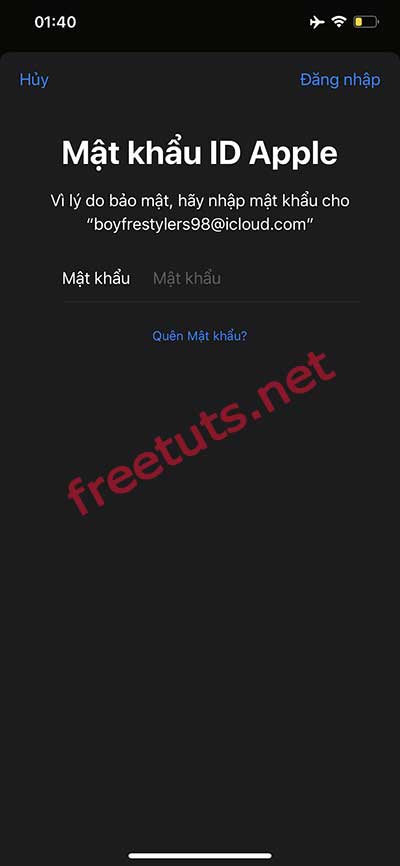 01:40
Hủy Đăng nhập
Mật khẩu ID Apple
Vì lý do bảo mật, hãy nhập mật khẩu cho
“boyfrestylers98@icloud.com”
Mật khẩu Mật khẩu
Quên Mật khẩu?
freetuts.net